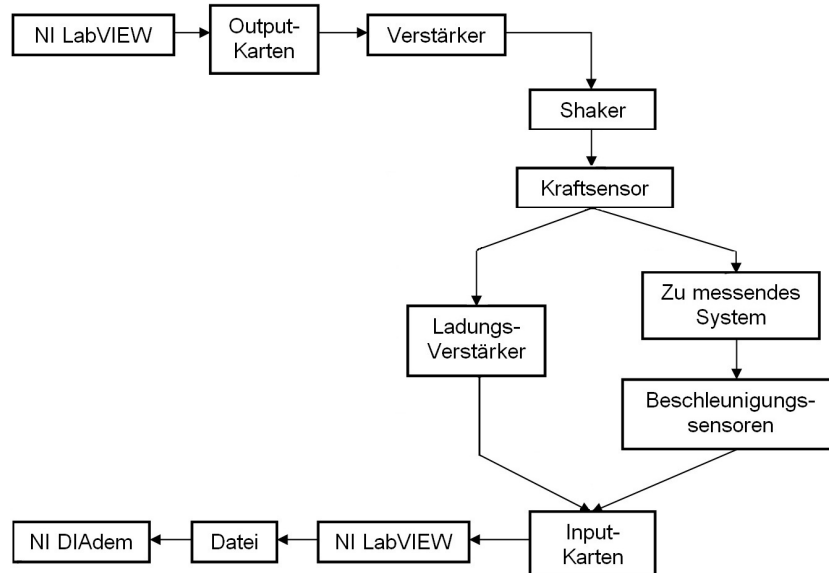 NI LabVIEW
Output-
Karten
Verstärker
Shaker
Kraftsensor
Ladungs-
Verstärker
Zu messendes
System
Beschleunigungs-
sensoren
Input-
Karten
NI LabVIEW
Datei
NI DIAdem